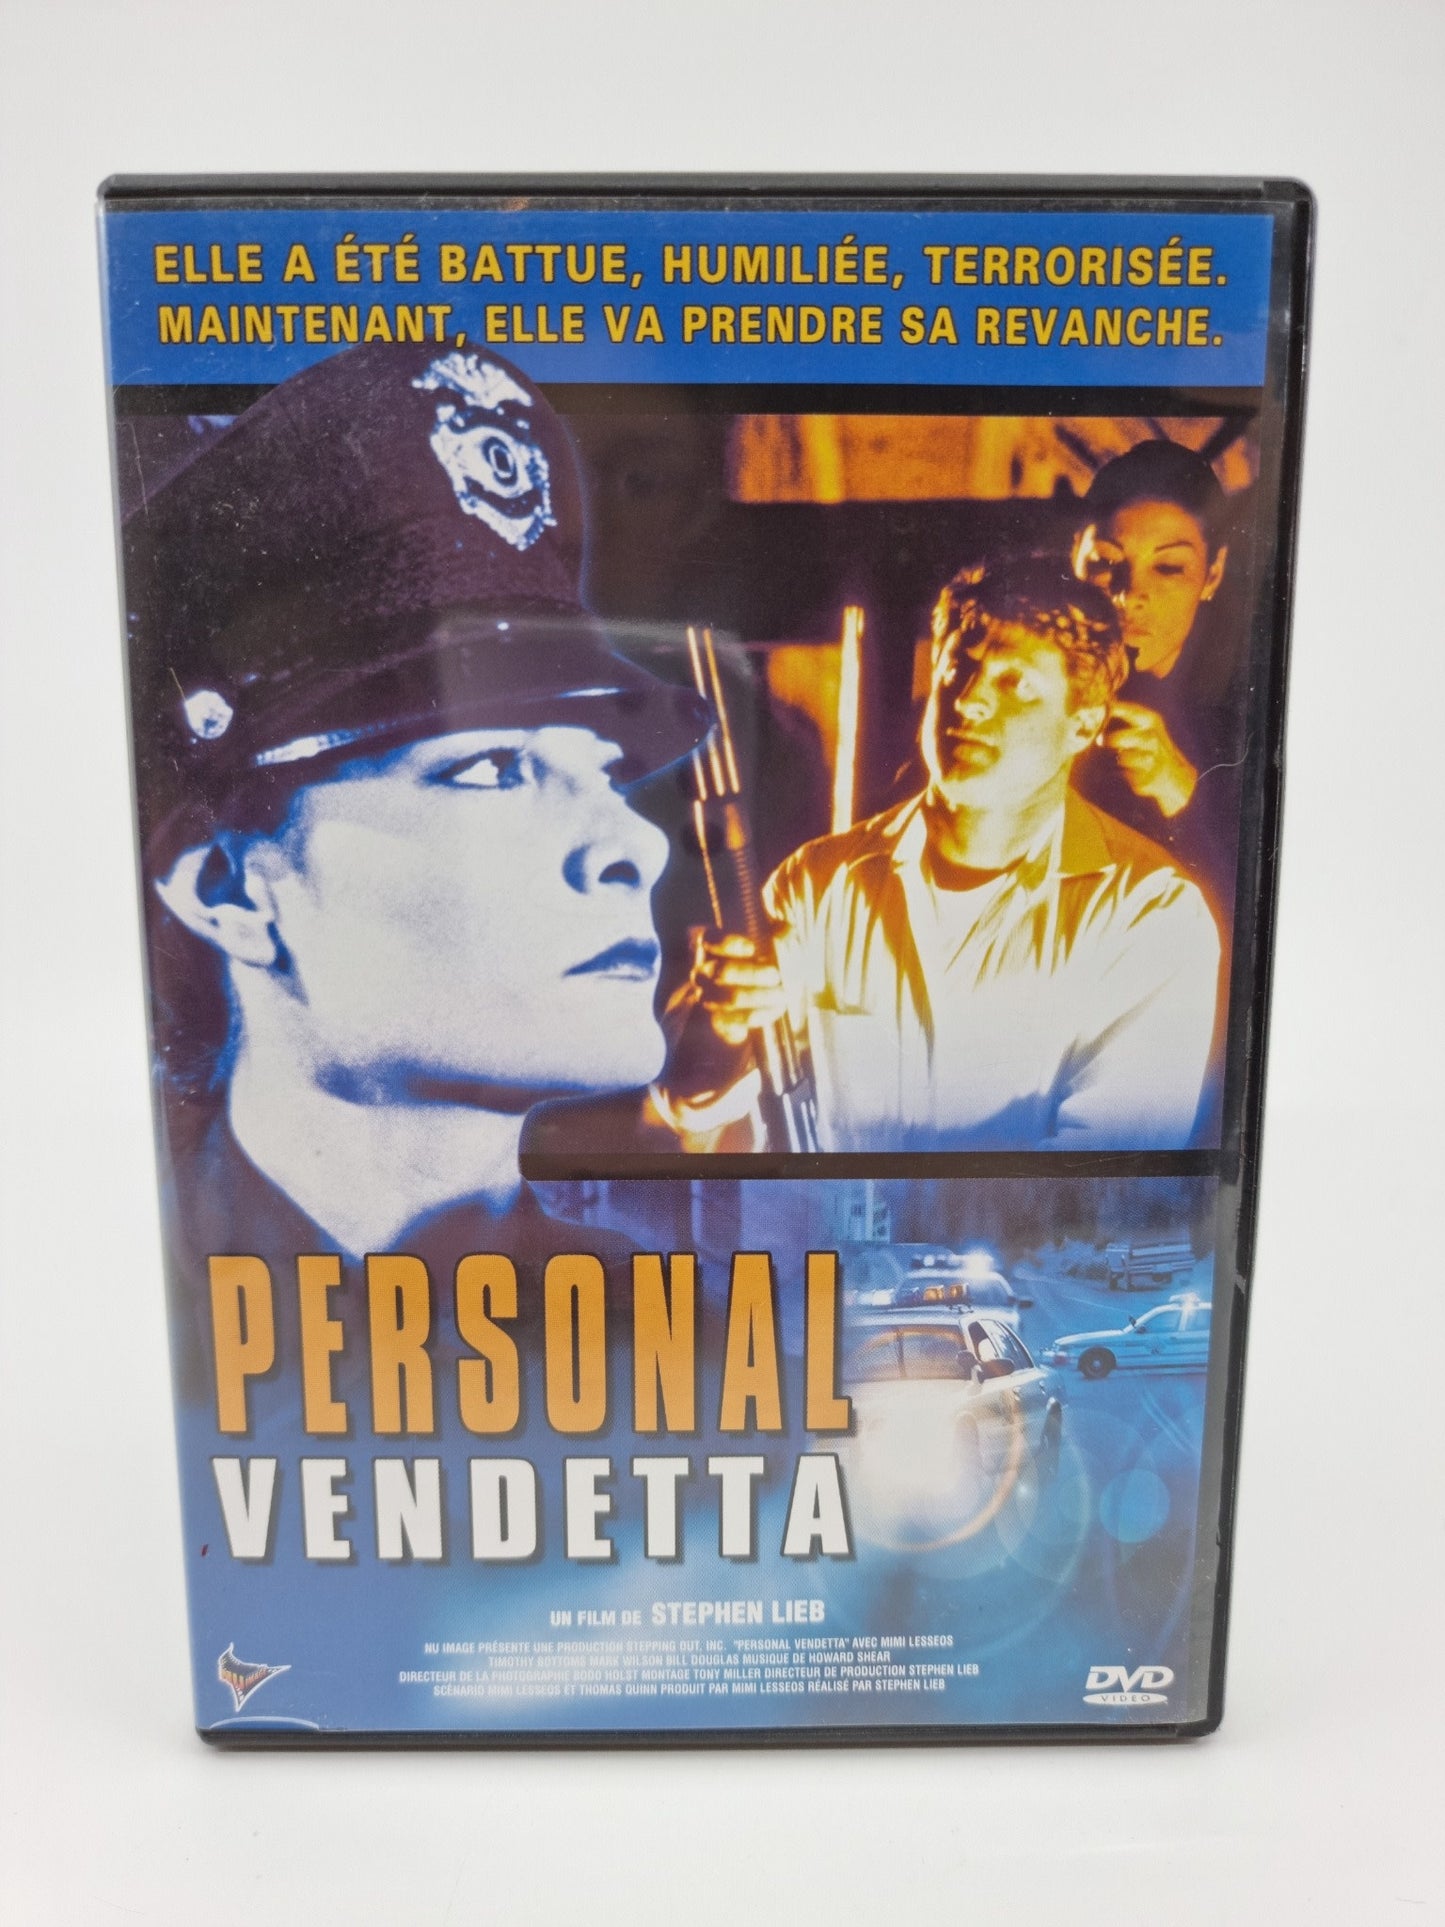 ELLE A ÉTÉ BATTUE, HUMILIÉE, TERRORISÉE.
MAINTENANT, ELLE VA PRENDRE SA REVANCHE.
PERSONAL
VENDETTA
UN FILM DE STEPHEN LIEB
NU IMAGE PRÉSENTE UNE PRODUCTION STEPPING OUT, INC. "PERSONAL VENDETTA" AVEC MIMI LESSEOS
TIMOTHY BOTTOMS MARK WILSON BILL DOUGLAS MUSIQUE DE HOWARD SHEAR
DIRECTEUR DE LA PHOTOGRAPHIE BODO HOLST MONTAGE TONY MILLER DIRECTEUR DE PRODUCTION STEPHEN LIEB
SCÉNARIO MIMI LESSEOS ET THOMAS QUINN PRODUIT PAR MIMI LESSEOS RÉALISÉ PAR STEPHEN LIEB
DVD
VIDEO